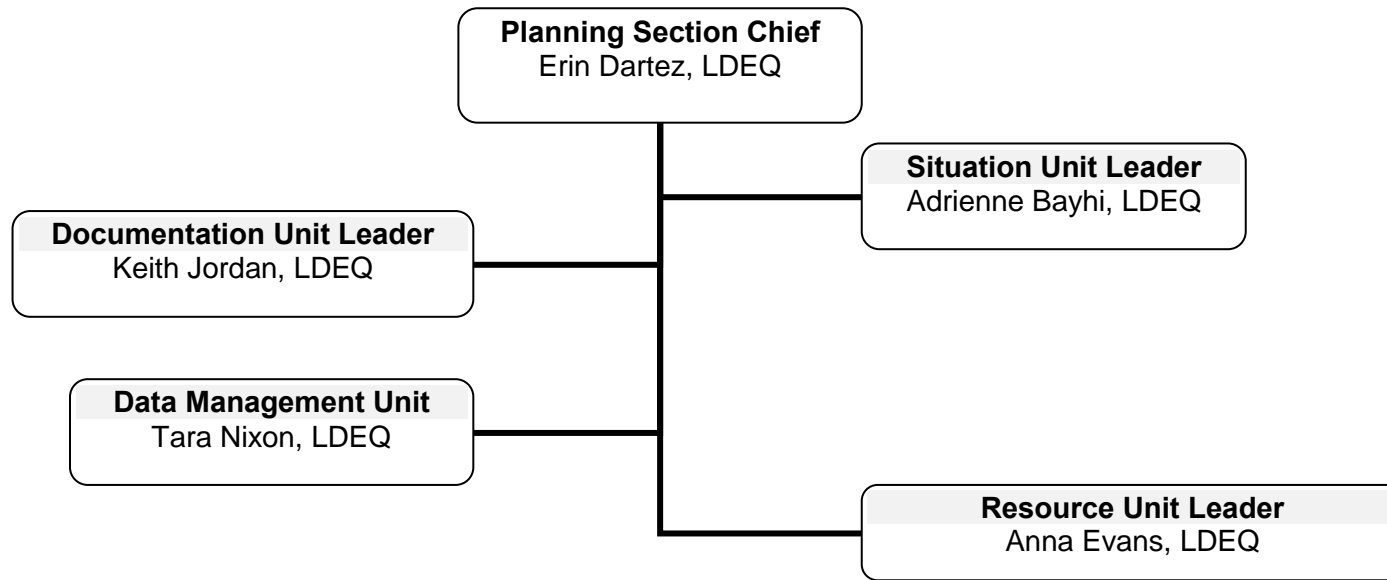 Planning Section Chief
Erin Dartez, LDEQ
Situation Unit Leader
Adrienne Bayhi, LDEQ
Documentation Unit Leader
Keith Jordan, LDEQ
Data Management Unit
Tara Nixon, LDEQ
Resource Unit Leader
Anna Evans, LDEQ